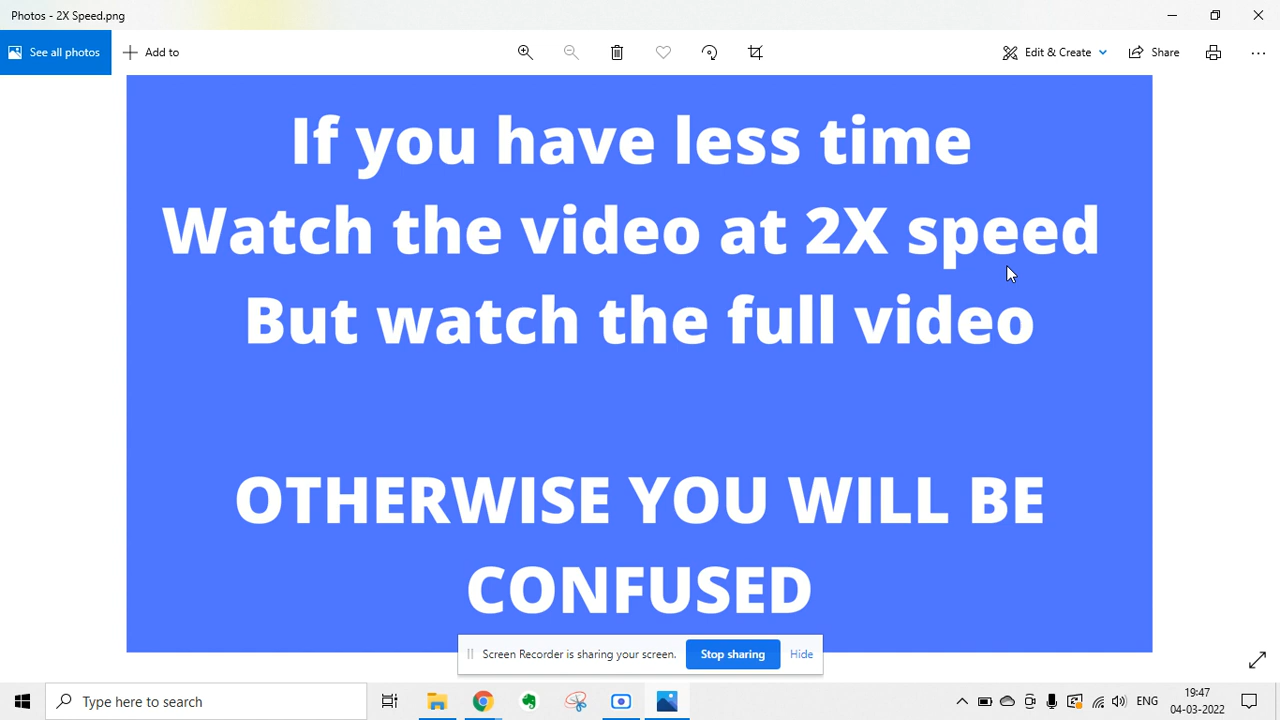 Photos - 2X Speed.png
See all photos
Add to
Edit & Create
Share
If you have less time
Watch the video at 2X speed
But watch the full video
OTHERWISE YOU WILL BE
CONFUSED
Screen Recorder is sharing your screen.
Stop sharing
Hide
Type here to search
ENG
19:47
04-03-2022